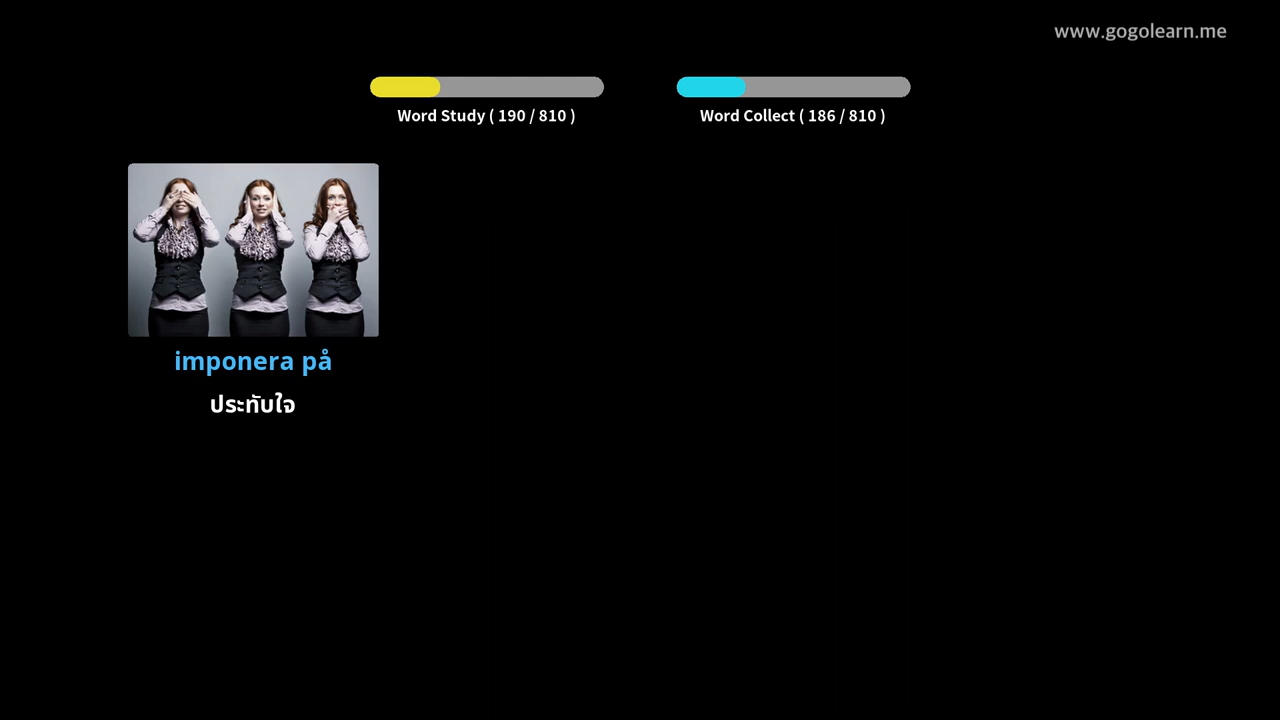 www.gogolearn.me
Word Study ( 190 / 810 )
Word Collect ( 186 / 810 )
imponera på
ประทับใจ